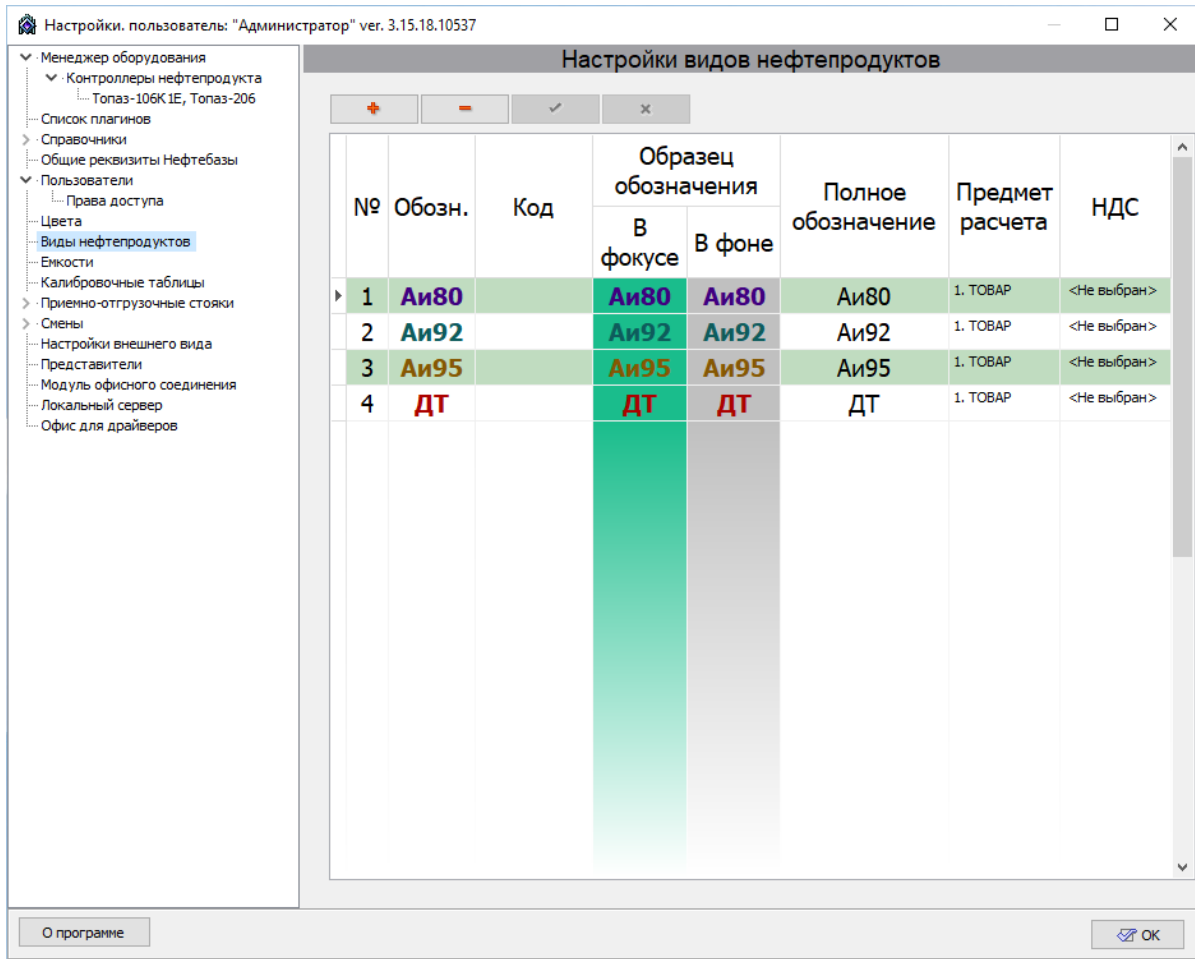 Настройки. пользователь: "Администратор" ver. 3.15.18.10537
Менеджер оборудования
Контроллеры нефтепродукта
Топаз-106К1Е, Топаз-206
Список плагинов
Справочники
Общие реквизиты Нефтебазы
Пользователи
Права доступа
Цвета
Виды нефтепродуктов
Емкости
Калибровочные таблицы
Приемно-отгрузочные стояки
Смены
Настройки внешнего вида
Представители
Модуль офисного соединения
Локальный сервер
Офис для драйверов
Настройки видов нефтепродуктов
№ Обозн. Код Образец обозначения Полное обозначение Предмет расчета НДС
В фокусе В фоне
1 Аи80 Аи80 Аи80 Аи80 1. ТОВАР <Не выбран>
2 Аи92 Аи92 Аи92 Аи92 1. ТОВАР <Не выбран>
3 Аи95 Аи95 Аи95 Аи95 1. ТОВАР <Не выбран>
4 ДТ ДТ ДТ ДТ 1. ТОВАР <Не выбран>
О программе
ОК